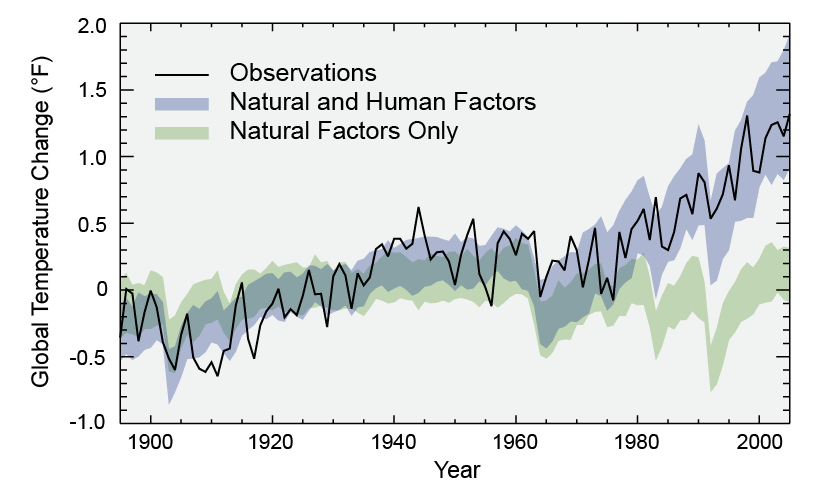 Global Temperature Change (°F)
2.0
1.5
1.0
0.5
0
-0.5
-1.0
Observations
Natural and Human Factors
Natural Factors Only
1900 1920 1940 1960 1980 2000
Year